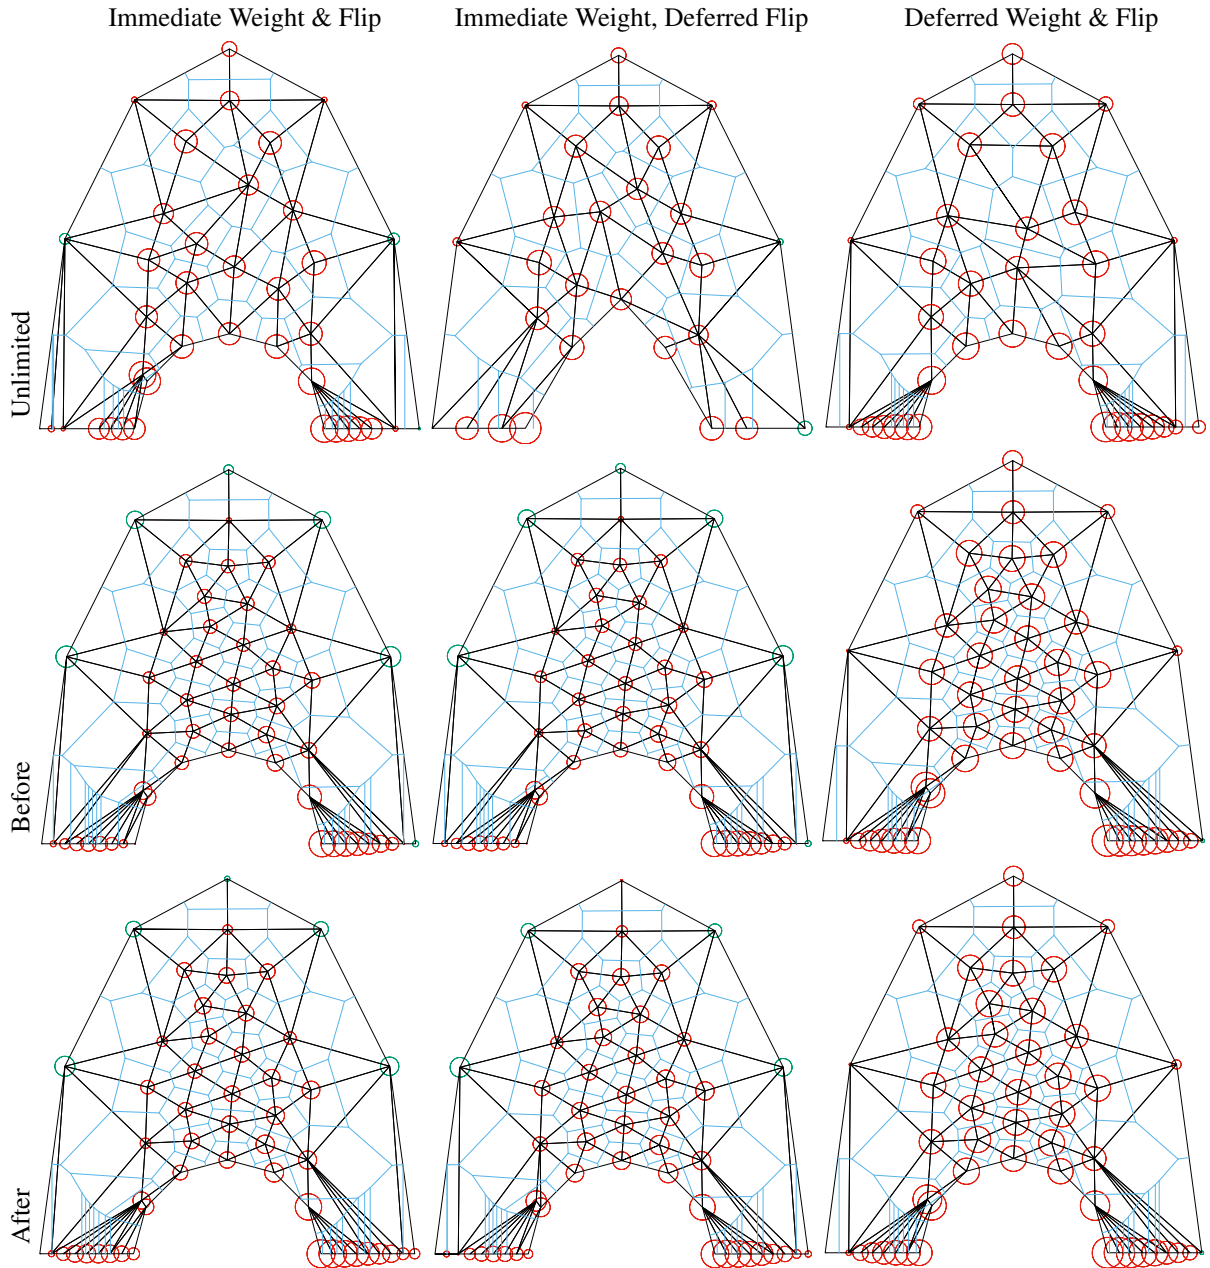 Immediate Weight & Flip
Immediate Weight, Deferred Flip
Deferred Weight & Flip
Unlimited
Before
After